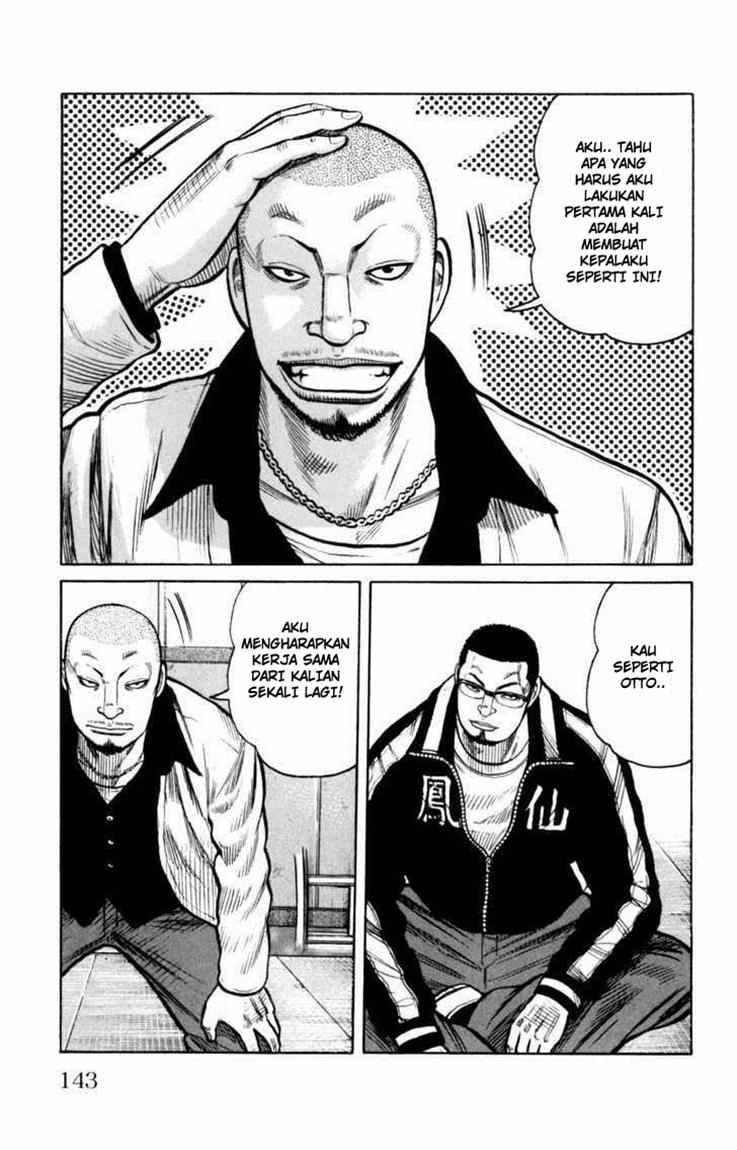 AKU.. TAHU
APA YANG
HARUS AKU
LAKUKAN
PERTAMA KALI
ADALAH
MEMBUAT
KEPALAKU
SEPERTI INI!
AKU
MENGHARAPKAN
KERJA SAMA
DARI KALIAN
SEKALI LAGI!
KAU
SEPERTI
OTTO..
鳳 仙
143